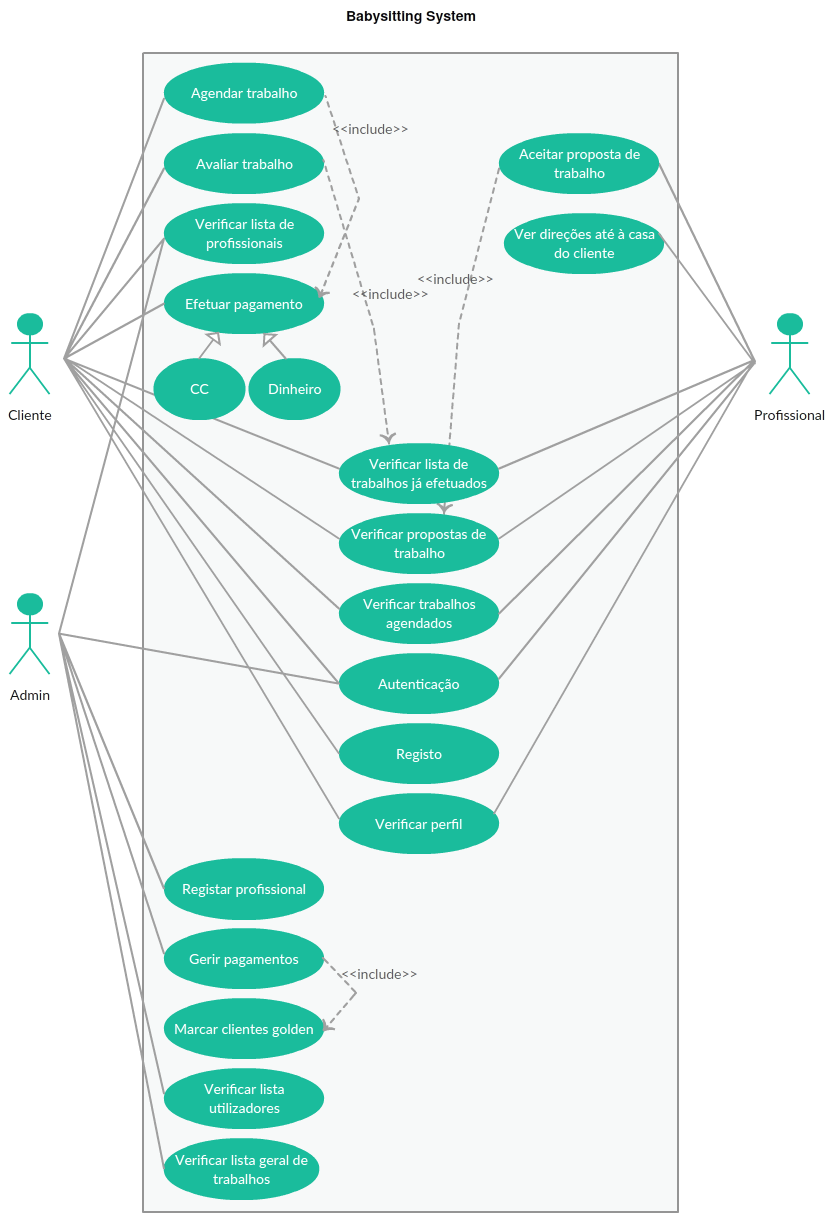 Babysitting System
Agendar trabalho
<<include>>
Avaliar trabalho
Aceitar proposta de
trabalho
Verificar lista de
profissionais
Ver direções até à casa
do cliente
<<include>>
<<include>>
Efetuar pagamento
CC
Dinheiro
Cliente
Profissional
Verificar lista de
trabalhos já efetuados
Verificar propostas de
trabalho
Verificar trabalhos
agendados
Autenticação
Admin
Registo
Verificar perfil
Registar profissional
Gerir pagamentos
<<include>>
Marcar clientes golden
Verificar lista
utilizadores
Verificar lista geral de
trabalhos